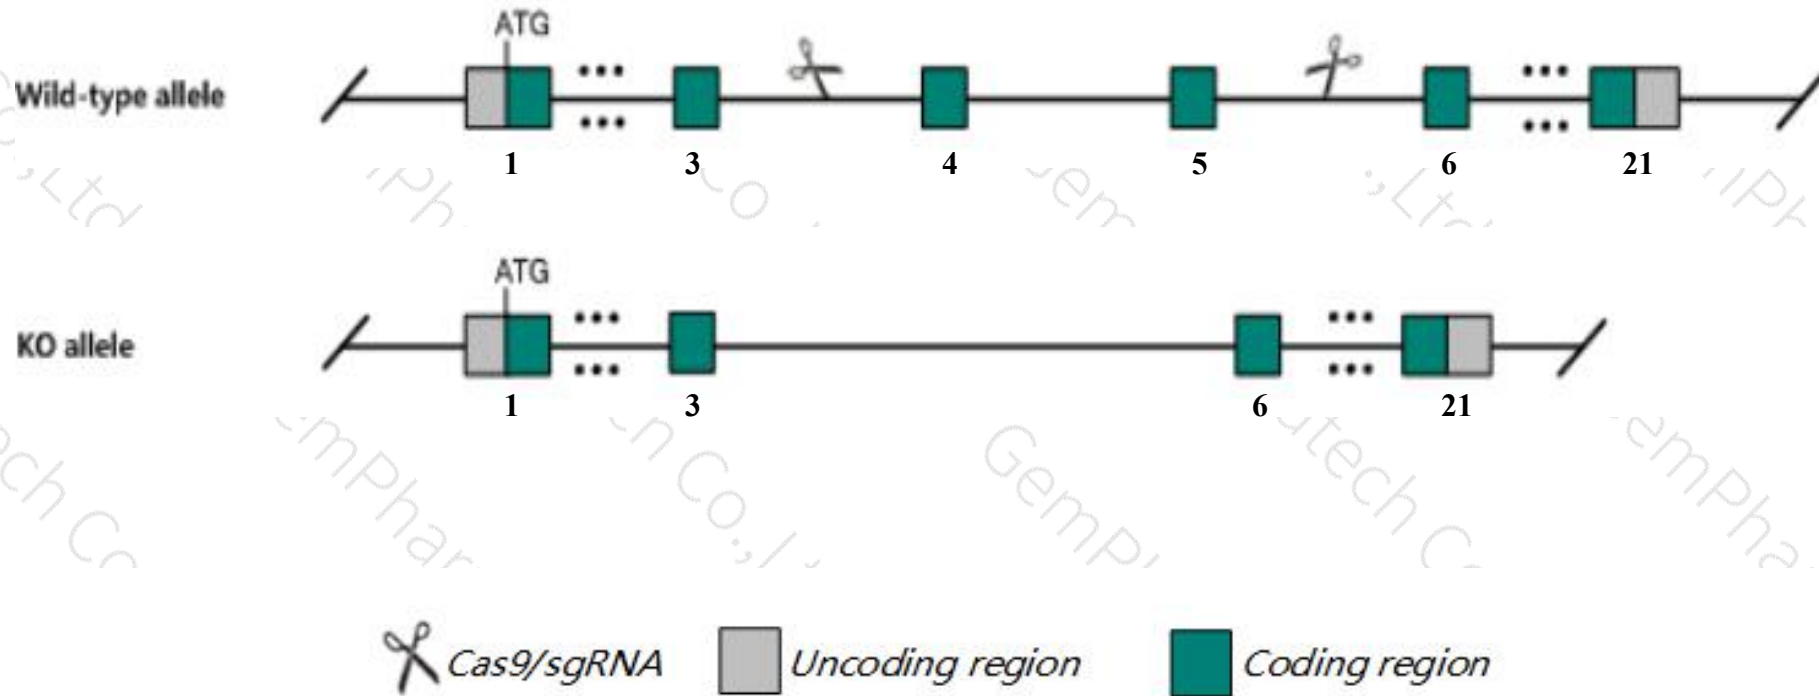 ATG
Wild-type allele
1 3 4 5 6 21
ATG
KO allele
1 3 6 21
Cas9/sgRNA Uncoding region Coding region